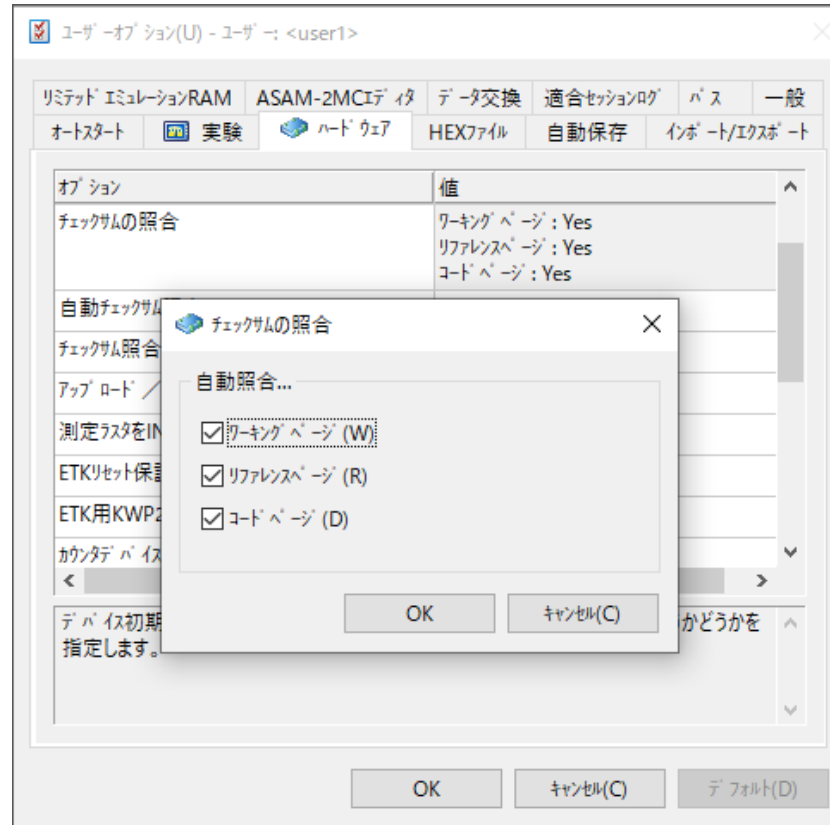 ﾕｰｻﾞｰｵﾌﾟｼｮﾝ(U) - ﾕｰｻﾞｰ: <user1>
ﾘﾐﾃｯﾄﾞｴﾐｭﾚｰｼｮﾝRAM ASAM-2MCｴﾃﾞｨﾀ ﾃﾞｰﾀ交換 適合ｾｯｼｮﾝﾛｸﾞ ﾊﾟｽ 一般
ｵｰﾄｽﾀｰﾄ 実験 ﾊｰﾄﾞｳｪｱ HEXﾌｧｲﾙ 自動保存 ｲﾝﾎﾟｰﾄ/ｴｸｽﾎﾟｰﾄ
ｵﾌﾟｼｮﾝ 値
ﾁｪｯｸｻﾑの照合 ﾜｰｷﾝｸﾞﾍﾟｰｼﾞ: Yes
ﾘﾌｧﾚﾝｽﾍﾟｰｼﾞ: Yes
ｺｰﾄﾞﾍﾟｰｼﾞ: Yes
自動ﾁｪｯｸｻﾑ
ﾁｪｯｸｻﾑ照合
ｱｯﾌﾟﾛｰﾄﾞ／
測定ﾗｽﾀをIN
ETKﾘｾｯﾄ保
ETK用KWP2
ｶｳﾝﾀﾃﾞﾊﾞｲｽ
ﾁｪｯｸｻﾑの照合
自動照合...
ﾜｰｷﾝｸﾞﾍﾟｰｼﾞ(W)
ﾘﾌｧﾚﾝｽﾍﾟｰｼﾞ(R)
ｺｰﾄﾞﾍﾟｰｼﾞ(D)
OK ｷｬﾝｾﾙ(C)
ﾃﾞﾊﾞｲｽ初期 かどうかを
指定します。
OK ｷｬﾝｾﾙ(C) ﾃﾞﾌｫﾙﾄ(D)